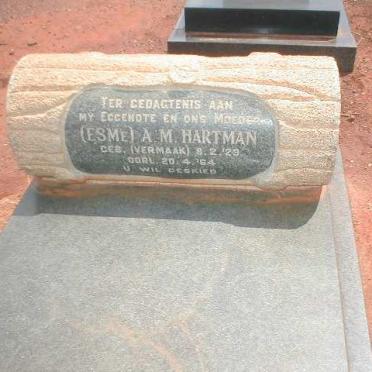 TER GEDAGTENIS AAN
MY EGGENOTE EN ONS MOEDER
(ESMé) A.M. HARTMAN
GEB. (VERMAAK) 8.2.'29
OORL. 20.4.'64
U WIL GESKIED